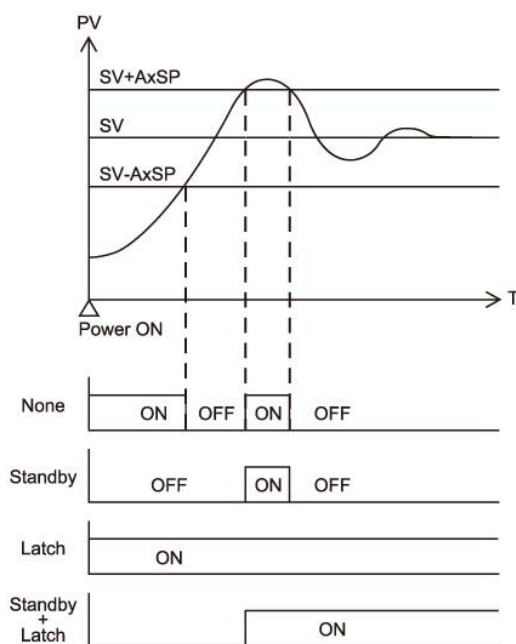 PV
SV+AxSP
SV
SV-AxSP
T
Power ON
None
ON OFF ON OFF
Standby
OFF ON OFF
Latch
ON
Standby
+
Latch
ON